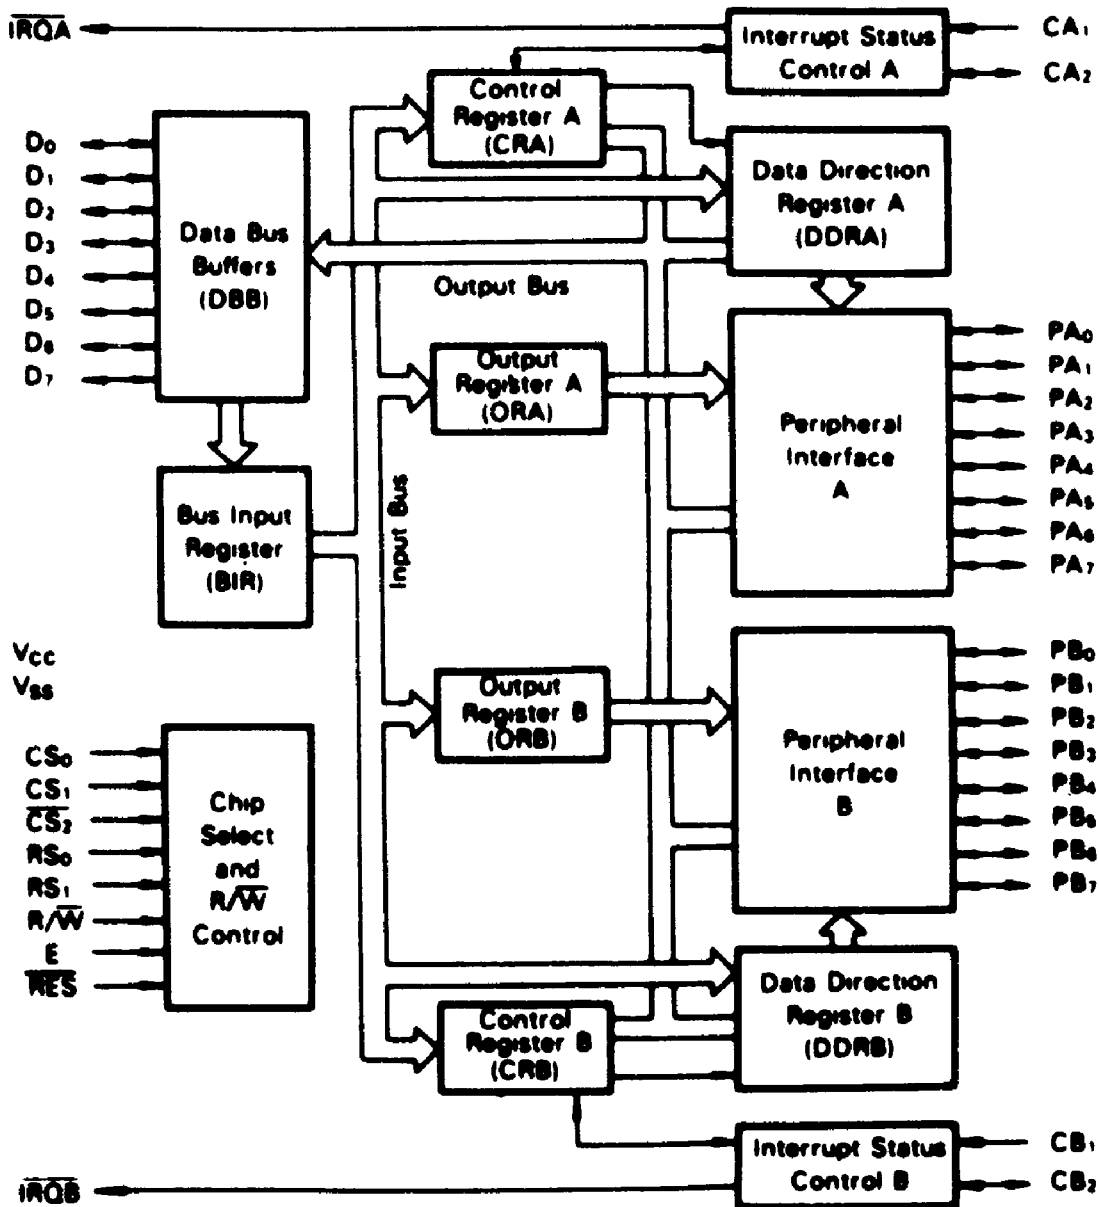 IRQA
Interrupt Status
Control A
CA₁
CA₂
Control
Register A
(CRA)
D₀
D₁
D₂
D₃
D₄
D₅
D₆
D₇
Data Bus
Buffers
(DBB)
Data Direction
Register A
(DDRA)
Output Bus
Output
Register A
(ORA)
Peripheral
Interface
A
PA₀
PA₁
PA₂
PA₃
PA₄
PA₅
PA₆
PA₇
Bus Input
Register
(BIR)
Input Bus
Vcc
Vss
Output
Register B
(ORB)
Peripheral
Interface
B
PB₀
PB₁
PB₂
PB₃
PB₄
PB₅
PB₆
PB₇
CS₀
CS₁
C̅S̅₂
RS₀
RS₁
R/W̅
E
R̅E̅S̅
Chip
Select
and
R/W̅
Control
Data Direction
Register B
(DDRB)
Control
Register B
(CRB)
Interrupt Status
Control B
CB₁
CB₂
I̅R̅Q̅B̅